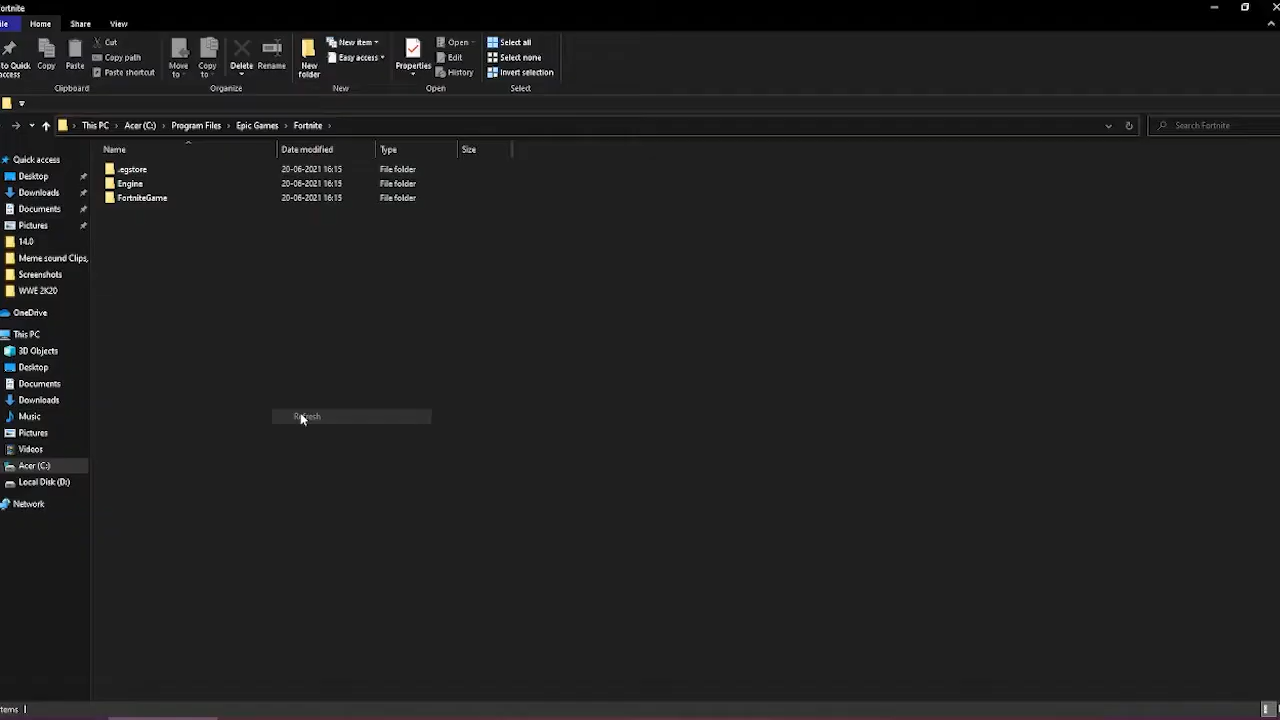 ortnite
ile Home Share View
to Quick access
Copy
Paste
Cut
Copy path
Paste shortcut
Clipboard
Move to
Copy to
Delete
Rename
Organize
New folder
New item
Easy access
New
Properties
Open
Edit
History
Open
Select all
Select none
Invert selection
Select
This PC › Acer (C:) › Program Files › Epic Games › Fortnite ›
Search Fortnite
Name Date modified Type Size
.egstore 20-06-2021 16:15 File folder
Engine 20-06-2021 16:15 File folder
FortniteGame 20-06-2021 16:15 File folder
Quick access
Desktop
Downloads
Documents
Pictures
14.0
Meme sound Clips,
Screenshots
WWE 2K20
OneDrive
This PC
3D Objects
Desktop
Documents
Downloads
Music
Pictures
Videos
Acer (C:)
Local Disk (D:)
Network
Refresh
tems